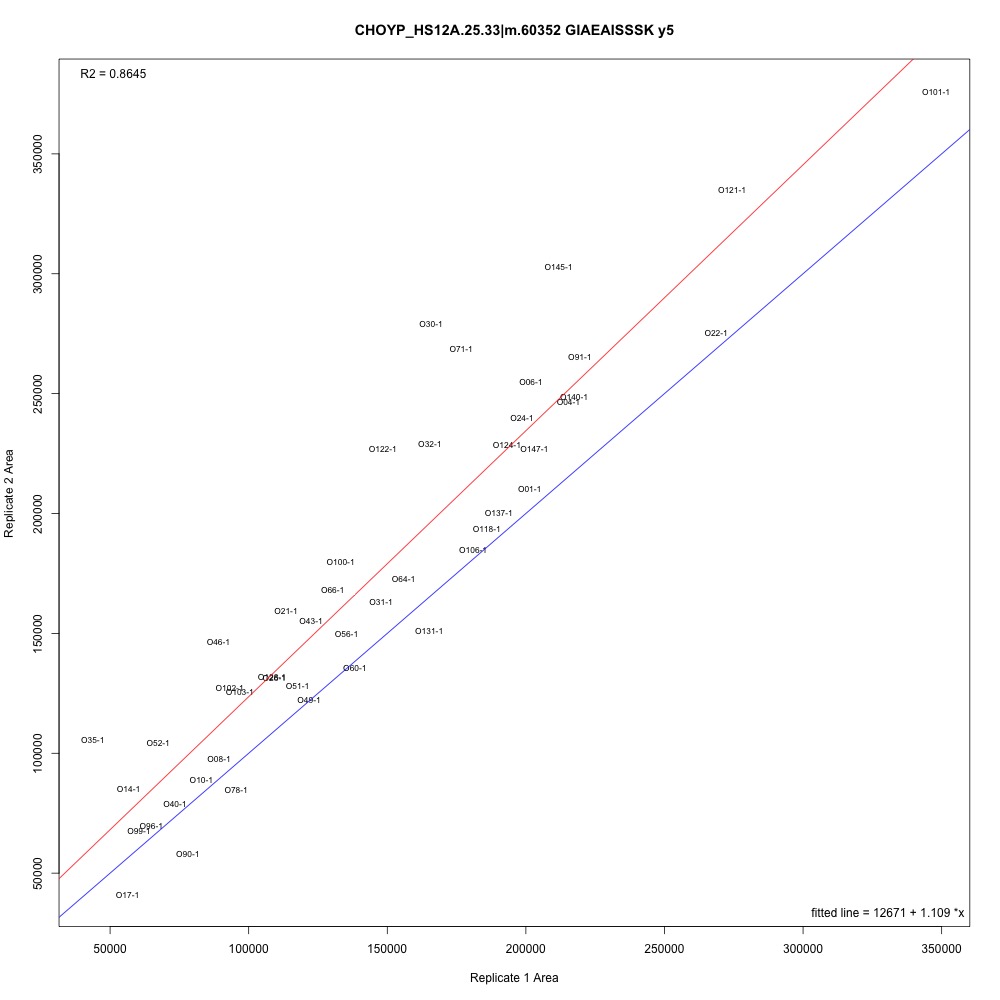 CHOYP_HS12A.25.33|m.60352 GIAEAISSSK y5
R2 = 0.8645
O101-1
O121-1
O145-1
O30-1
O22-1
O71-1
O91-1
O06-1
O140-1
O04-1
O24-1
O32-1
O124-1
O122-1
O147-1
O01-1
O137-1
O118-1
O106-1
O100-1
O64-1
O66-1
O31-1
O21-1
O43-1
O131-1
O56-1
O46-1
O60-1
O51-1
O102-1
O103-1
O49-1
O35-1
O52-1
O08-1
O10-1
O14-1
O78-1
O40-1
O96-1
O99-1
O90-1
O17-1
fitted line = 12671 + 1.109 *x
350000
300000
250000
200000
150000
100000
50000
Replicate 2 Area
50000 100000 150000 200000 250000 300000 350000
Replicate 1 Area